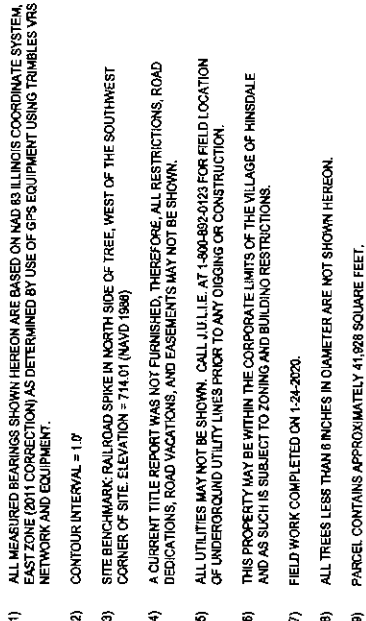 1) ALL MEASURED BEARINGS SHOWN HEREON ARE BASED ON NAD 83 ILLINOIS COORDINATE SYSTEM,
EAST ZONE (2011 CORRECTION), AS DETERMINED BY USE OF GPS EQUIPMENT USING TRIMBLES VRS
NETWORK AND EQUIPMENT.
2) CONTOUR INTERVAL = 1.0'
3) SITE BENCHMARK: RAILROAD SPIKE IN NORTH SIDE OF TREE, WEST OF THE SOUTHWEST
CORNER OF SITE. ELEVATION = 714.01 (NAVD 1988)
4) A CURRENT TITLE REPORT WAS NOT FURNISHED, THEREFORE, ALL RESTRICTIONS, ROAD
DEDICATIONS, ROAD VACATIONS, AND EASEMENTS MAY NOT BE SHOWN.
5) ALL UTILITIES MAY NOT BE SHOWN. CALL J.U.L.I.E. AT 1-800-892-0123 FOR FIELD LOCATION
OF UNDERGROUND UTILITY LINES PRIOR TO ANY DIGGING OR CONSTRUCTION.
6) THIS PROPERTY MAY BE WITHIN THE CORPORATE LIMITS OF THE VILLAGE OF HINSDALE
AND AS SUCH IS SUBJECT TO ZONING AND BUILDING RESTRICTIONS.
7) FIELD WORK COMPLETED ON 1-24-2020.
8) ALL TREES LESS THAN 6 INCHES IN DIAMETER ARE NOT SHOWN HEREON.
9) PARCEL CONTAINS APPROXIMATELY 41,928 SQUARE FEET.